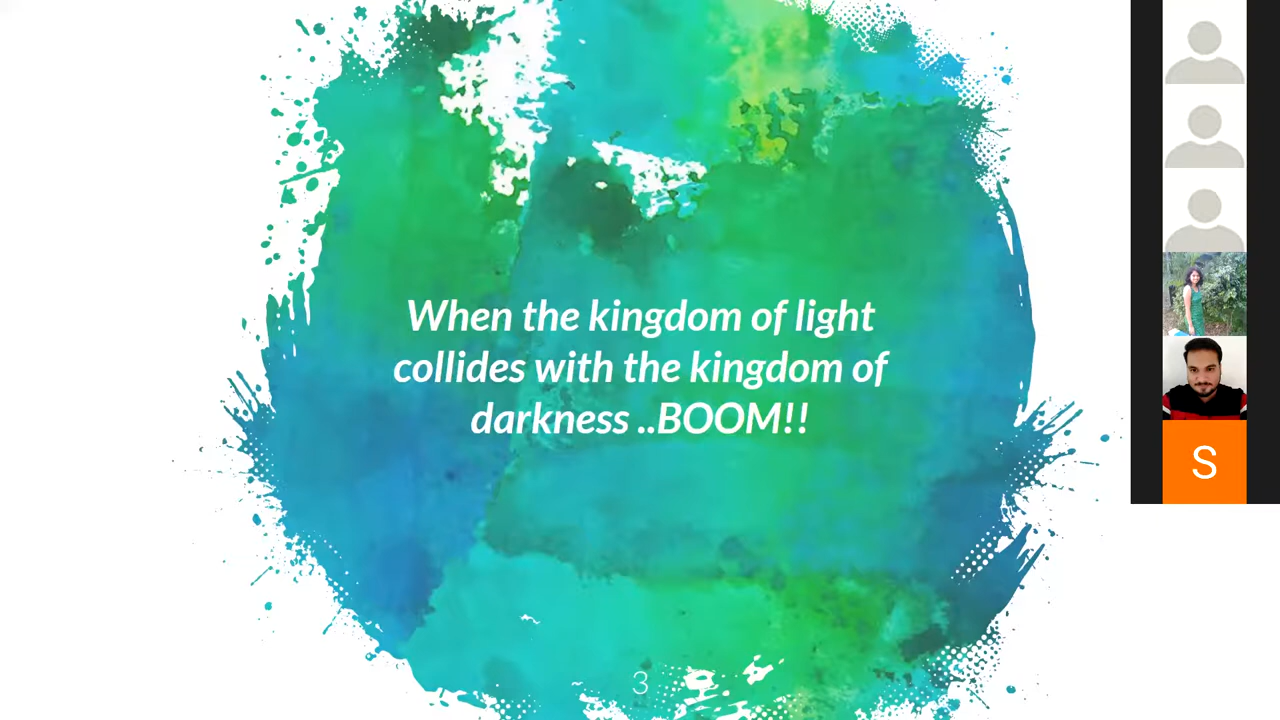 When the kingdom of light
collides with the kingdom of
darkness ..BOOM!!
3
S